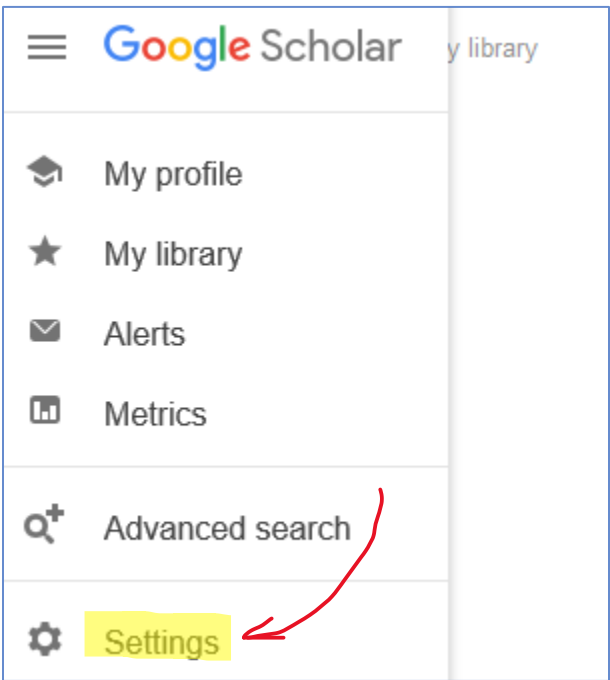 Google Scholar
y library
My profile
My library
Alerts
Metrics
Advanced search
Settings